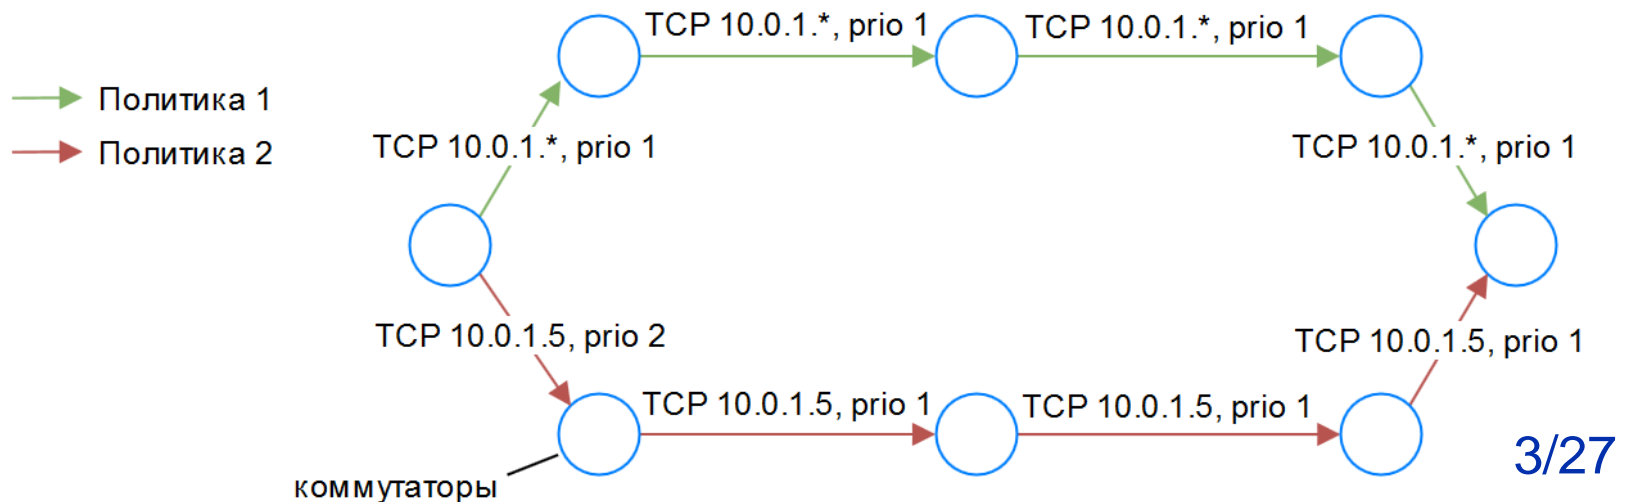 TCP 10.0.1.*, prio 1
TCP 10.0.1.*, prio 1
Политика 1
Политика 2
TCP 10.0.1.*, prio 1
TCP 10.0.1.*, prio 1
TCP 10.0.1.5, prio 2
TCP 10.0.1.5, prio 1
TCP 10.0.1.5, prio 1
TCP 10.0.1.5, prio 1
коммутаторы
3/27